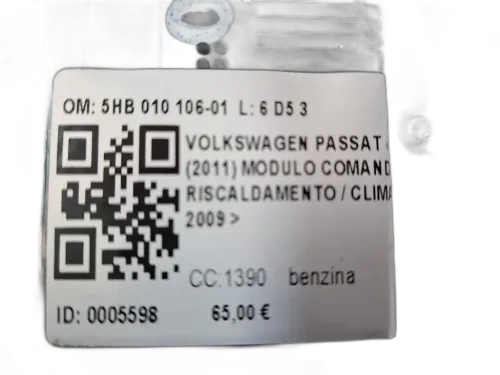 OM: 5HB 010 106-01 L: 6 D5 3
VOLKSWAGEN PASSAT
(2011) MODULO COMAND
RISCALDAMENTO / CLIMA
2009 >
CC:1390 benzina
ID: 0005598 65,00 €